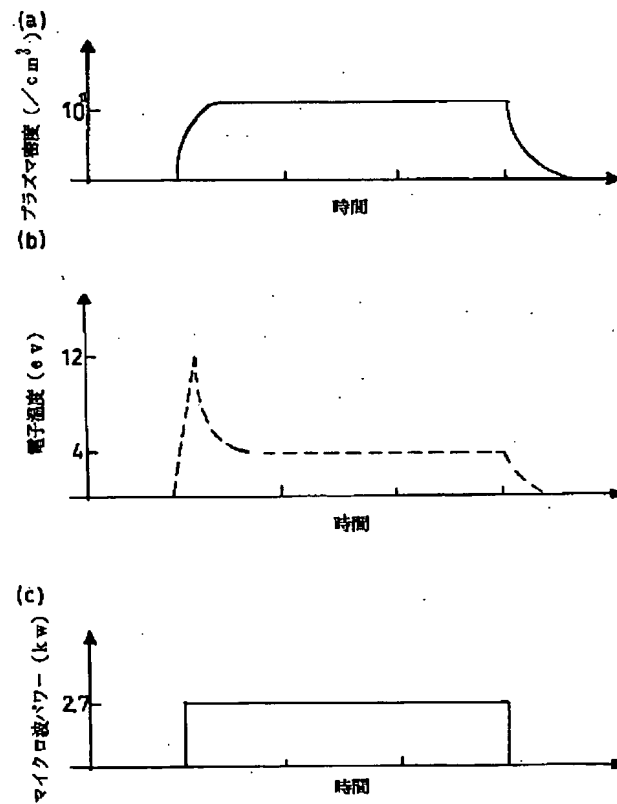 (a)
プラズマ密度 (/cm³)
時間
(b)
12
4
電子温度 (eV)
時間
(c)
2.7
マイクロ波パワー (kW)
時間